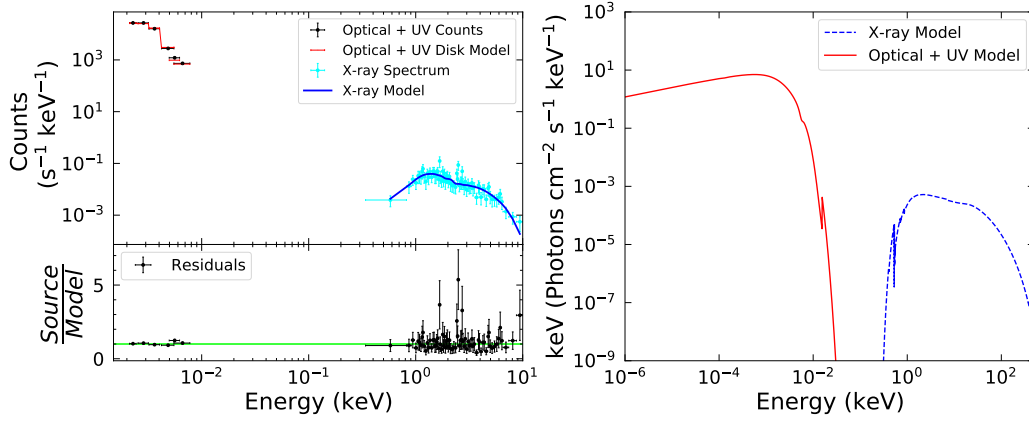 Counts
(s⁻¹ keV⁻¹)
10³
10¹
10⁻¹
10⁻³
Optical + UV Counts
Optical + UV Disk Model
X-ray Spectrum
X-ray Model
Source
Model
5
0
Residuals
10⁻²
10⁻¹
10⁰
10¹
Energy (keV)
keV (Photons cm⁻² s⁻¹ keV⁻¹)
10³
10¹
10⁻¹
10⁻³
10⁻⁵
10⁻⁷
10⁻⁹
X-ray Model
Optical + UV Model
10⁻⁶
10⁻⁴
10⁻²
10⁰
10²
Energy (keV)